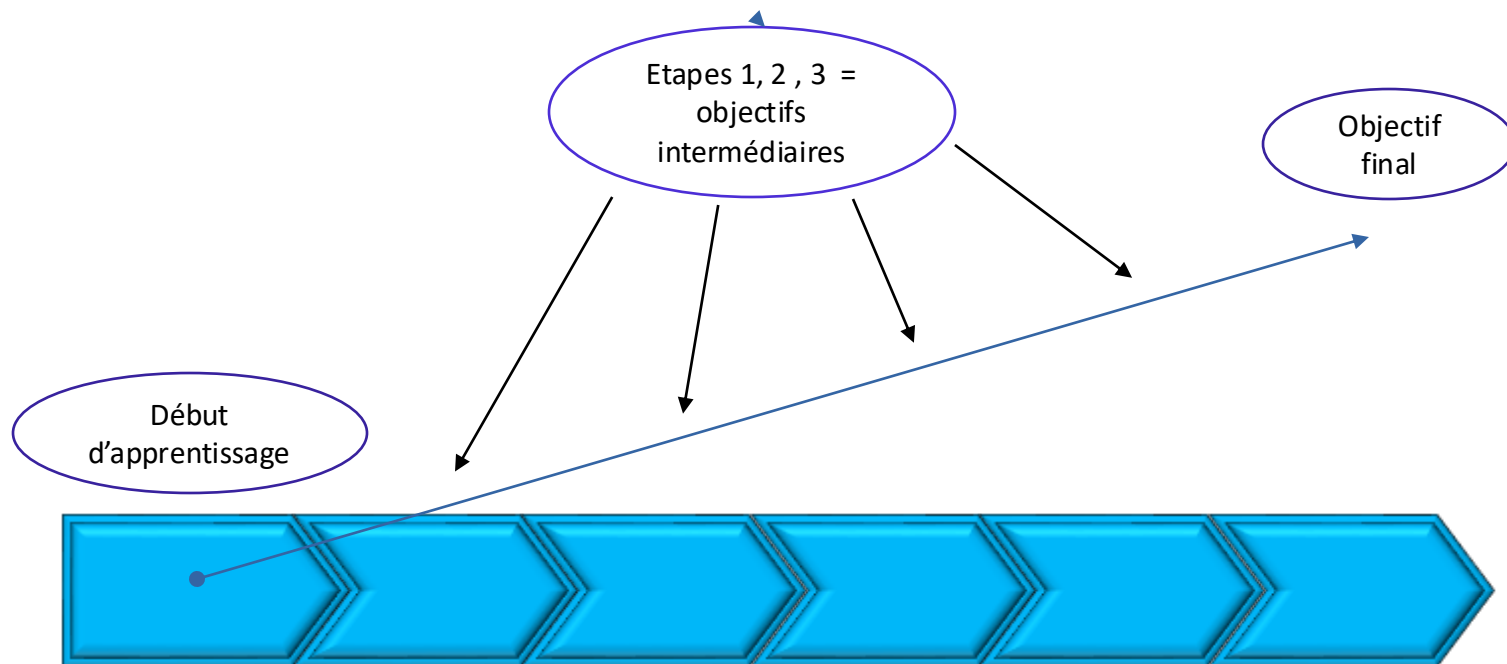 Etapes 1, 2 , 3 =
objectifs
intermédiaires
Objectif
final
Début
d’apprentissage